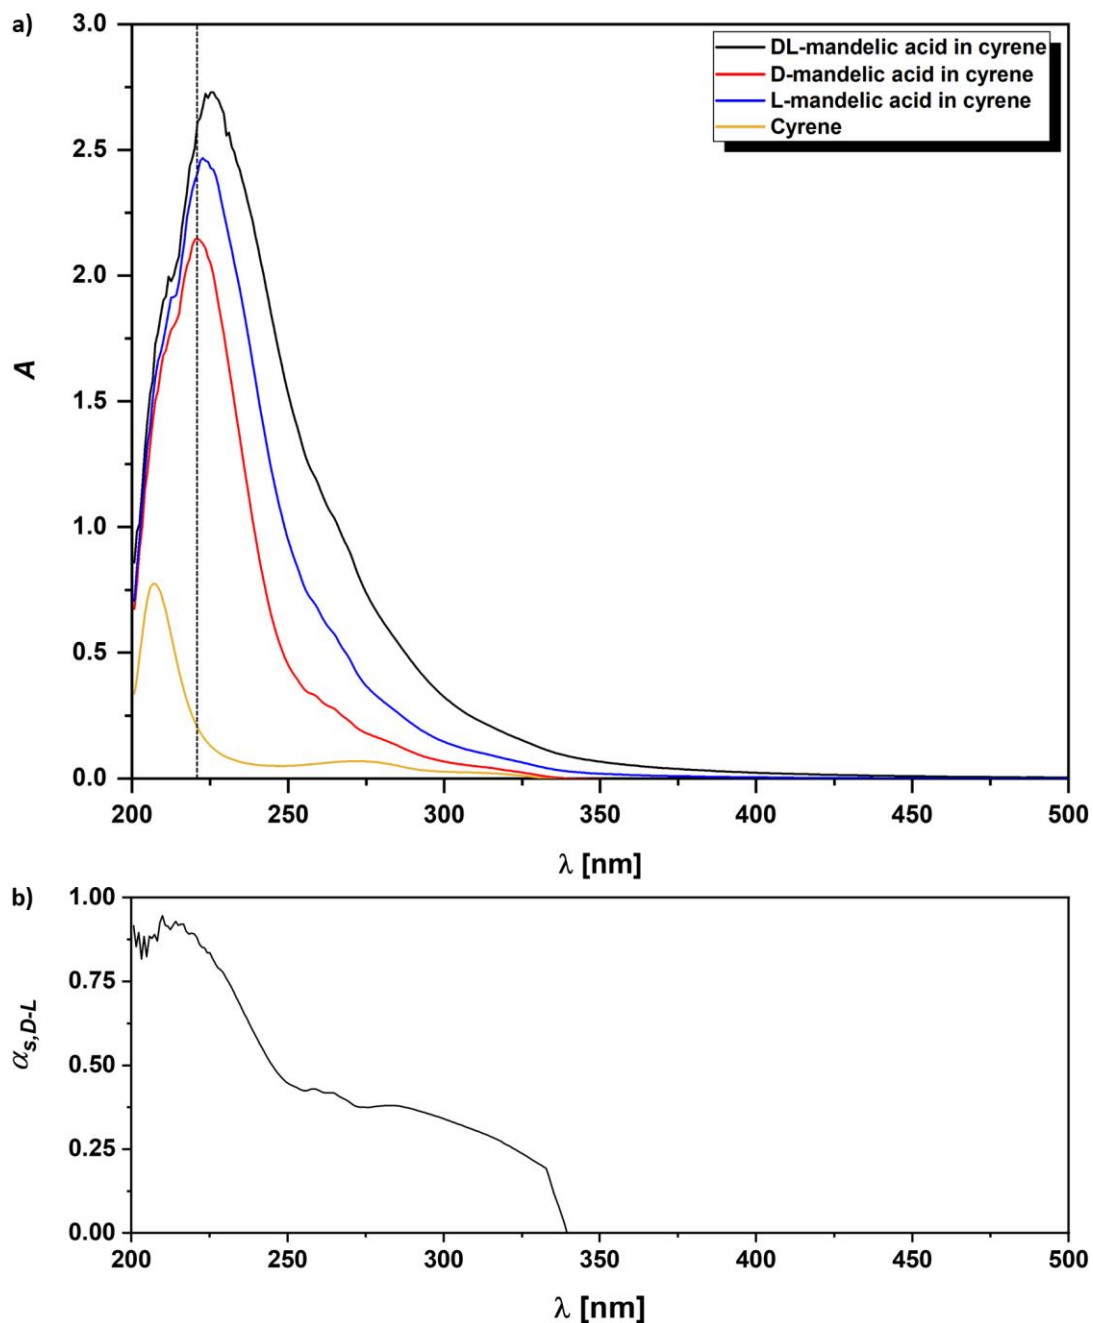 a)
3.0
2.5
2.0
1.5
1.0
0.5
0.0
A
DL-mandelic acid in cyrene
D-mandelic acid in cyrene
L-mandelic acid in cyrene
Cyrene
200 250 300 350 400 450 500
λ [nm]
b)
1.00
0.75
0.50
0.25
0.00
αs,D-L
200 250 300 350 400 450 500
λ [nm]